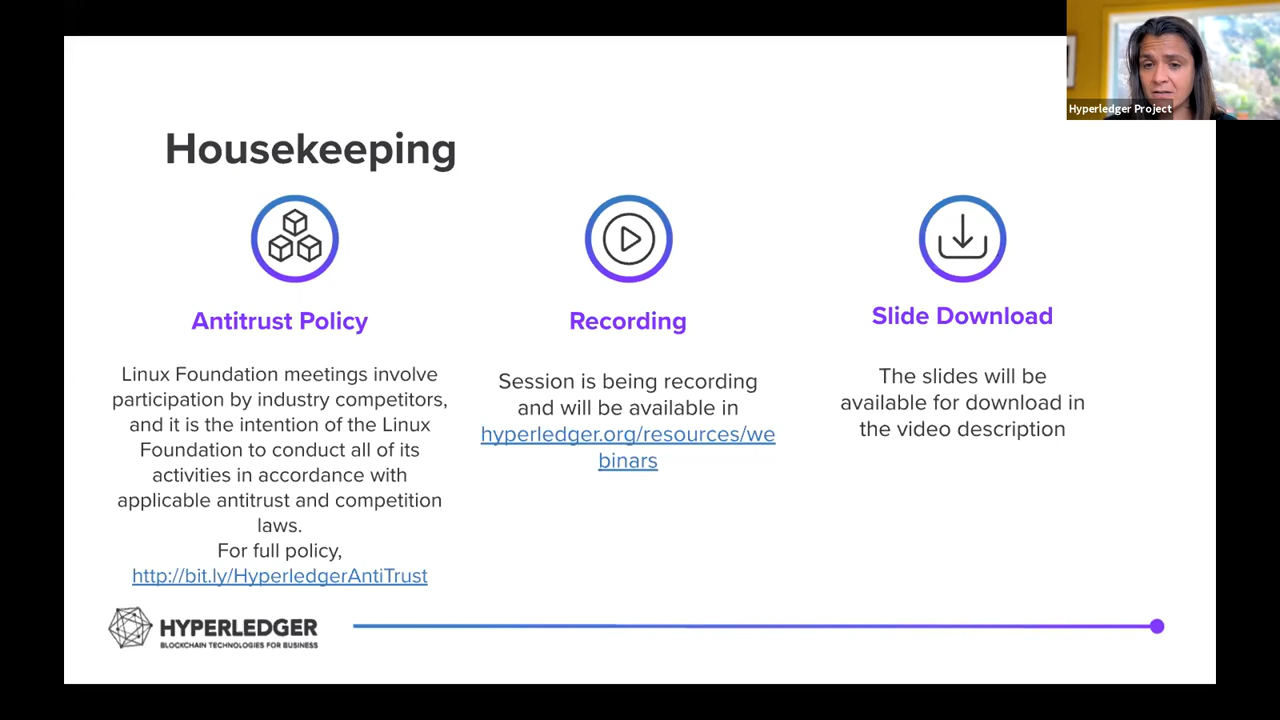 Hyperledger Project
Housekeeping
Antitrust Policy
Linux Foundation meetings involve
participation by industry competitors,
and it is the intention of the Linux
Foundation to conduct all of its
activities in accordance with
applicable antitrust and competition
laws.
For full policy,
http://bit.ly/HyperledgerAntiTrust
Recording
Session is being recording
and will be available in
hyperledger.org/resources/we
binars
Slide Download
The slides will be
available for download in
the video description
HYPERLEDGER
BLOCKCHAIN TECHNOLOGIES FOR BUSINESS